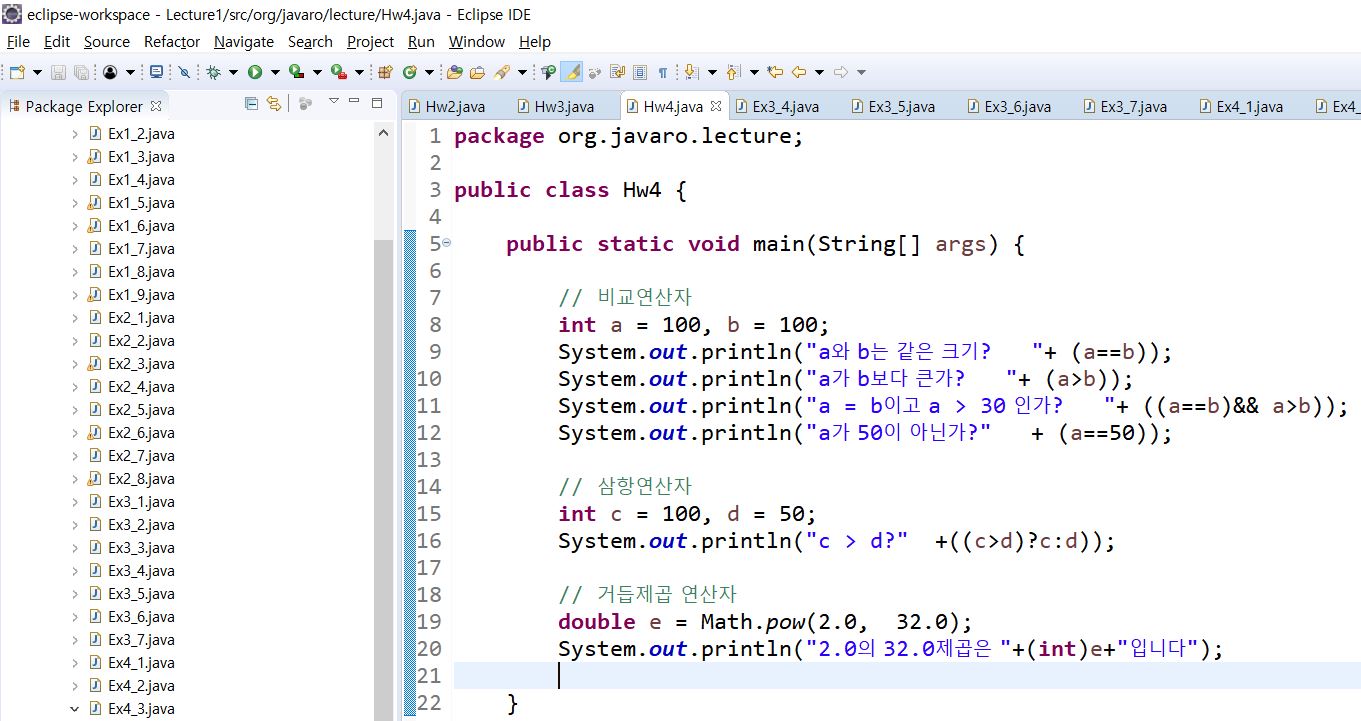 eclipse-workspace - Lecture1/src/org/javaro/lecture/Hw4.java - Eclipse IDE
File Edit Source Refactor Navigate Search Project Run Window Help
Package Explorer
Ex1_2.java
Ex1_3.java
Ex1_4.java
Ex1_5.java
Ex1_6.java
Ex1_7.java
Ex1_8.java
Ex1_9.java
Ex2_1.java
Ex2_2.java
Ex2_3.java
Ex2_4.java
Ex2_5.java
Ex2_6.java
Ex2_7.java
Ex2_8.java
Ex3_1.java
Ex3_2.java
Ex3_3.java
Ex3_4.java
Ex3_5.java
Ex3_6.java
Ex3_7.java
Ex4_1.java
Ex4_2.java
Ex4_3.java
Hw2.java Hw3.java Hw4.java Ex3_4.java Ex3_5.java Ex3_6.java Ex3_7.java Ex4_1.java Ex4_
1 package org.javaro.lecture;
2
3 public class Hw4 {
4
5 public static void main(String[] args) {
6
7 // 비교연산자
8 int a = 100, b = 100;
9 System.out.println("a와 b는 같은 크기?   "+ (a==b));
10 System.out.println("a가 b보다 큰가?   "+ (a>b));
11 System.out.println("a = b이고 a > 30 인가?   "+ ((a==b)&& a>b));
12 System.out.println("a가 50이 아닌가?"   + (a==50));
13
14 // 삼항연산자
15 int c = 100, d = 50;
16 System.out.println("c > d?"  +((c>d)?c:d));
17
18 // 거듭제곱 연산자
19 double e = Math.pow(2.0,  32.0);
20 System.out.println("2.0의 32.0제곱은 "+(int)e+"입니다");
21
22 }